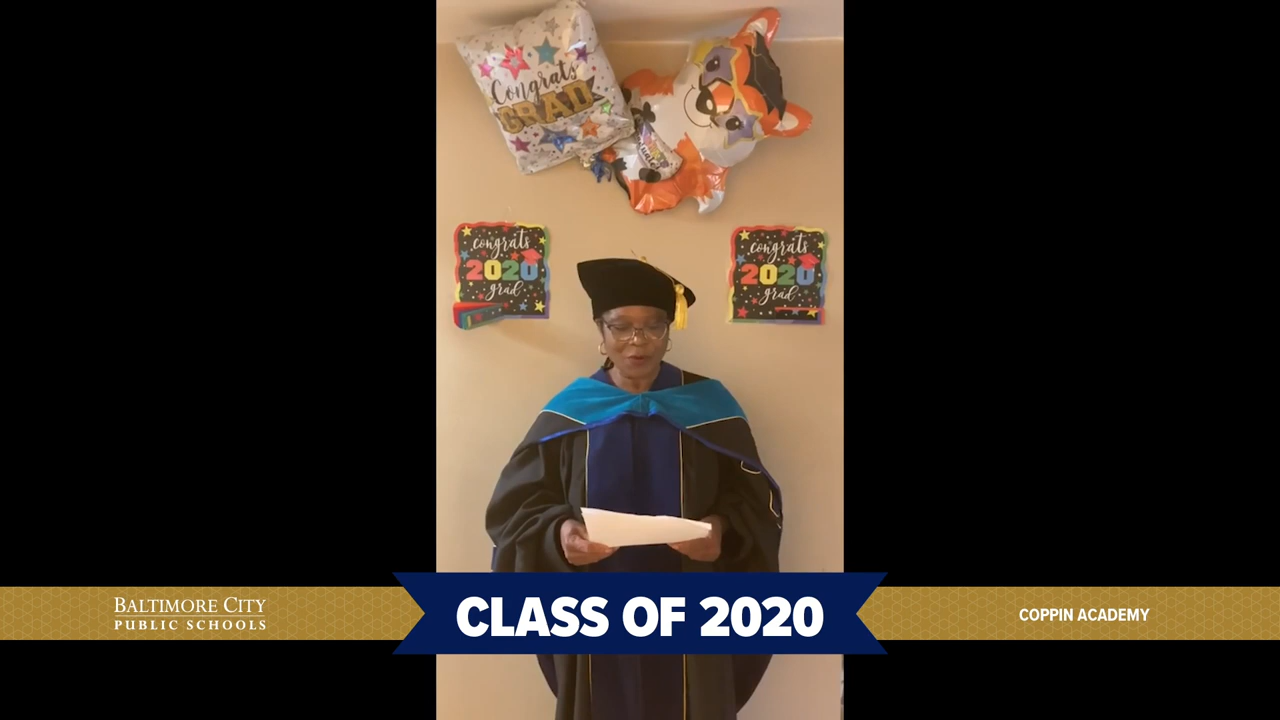 Congrats
GRAD
congrats
2020
grad
congrats
2020
grad
BALTIMORE CITY
PUBLIC SCHOOLS
CLASS OF 2020
COPPIN ACADEMY